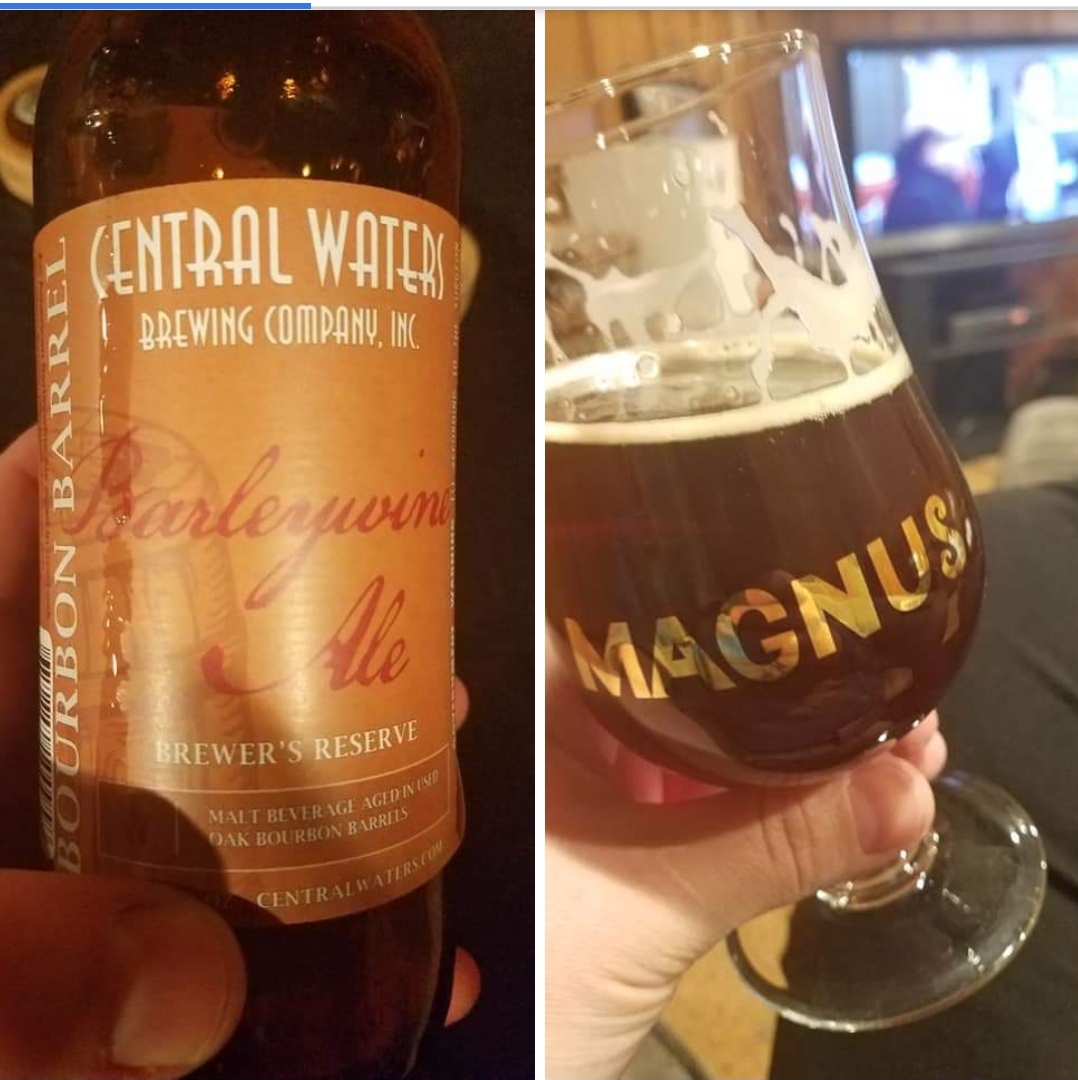 CENTRAL WATERS
BREWING COMPANY, INC.
BOURBON BARREL
Barleywine
Ale
BREWER'S RESERVE
MALT BEVERAGE AGED IN USED
OAK BOURBON BARRELS
CENTRALWATERS.COM
MAGNUS